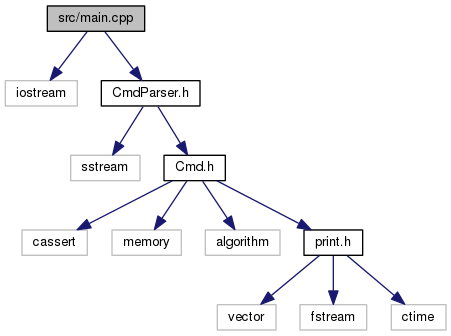 src/main.cpp
iostream
CmdParser.h
sstream
Cmd.h
cassert
memory
algorithm
print.h
vector
fstream
ctime